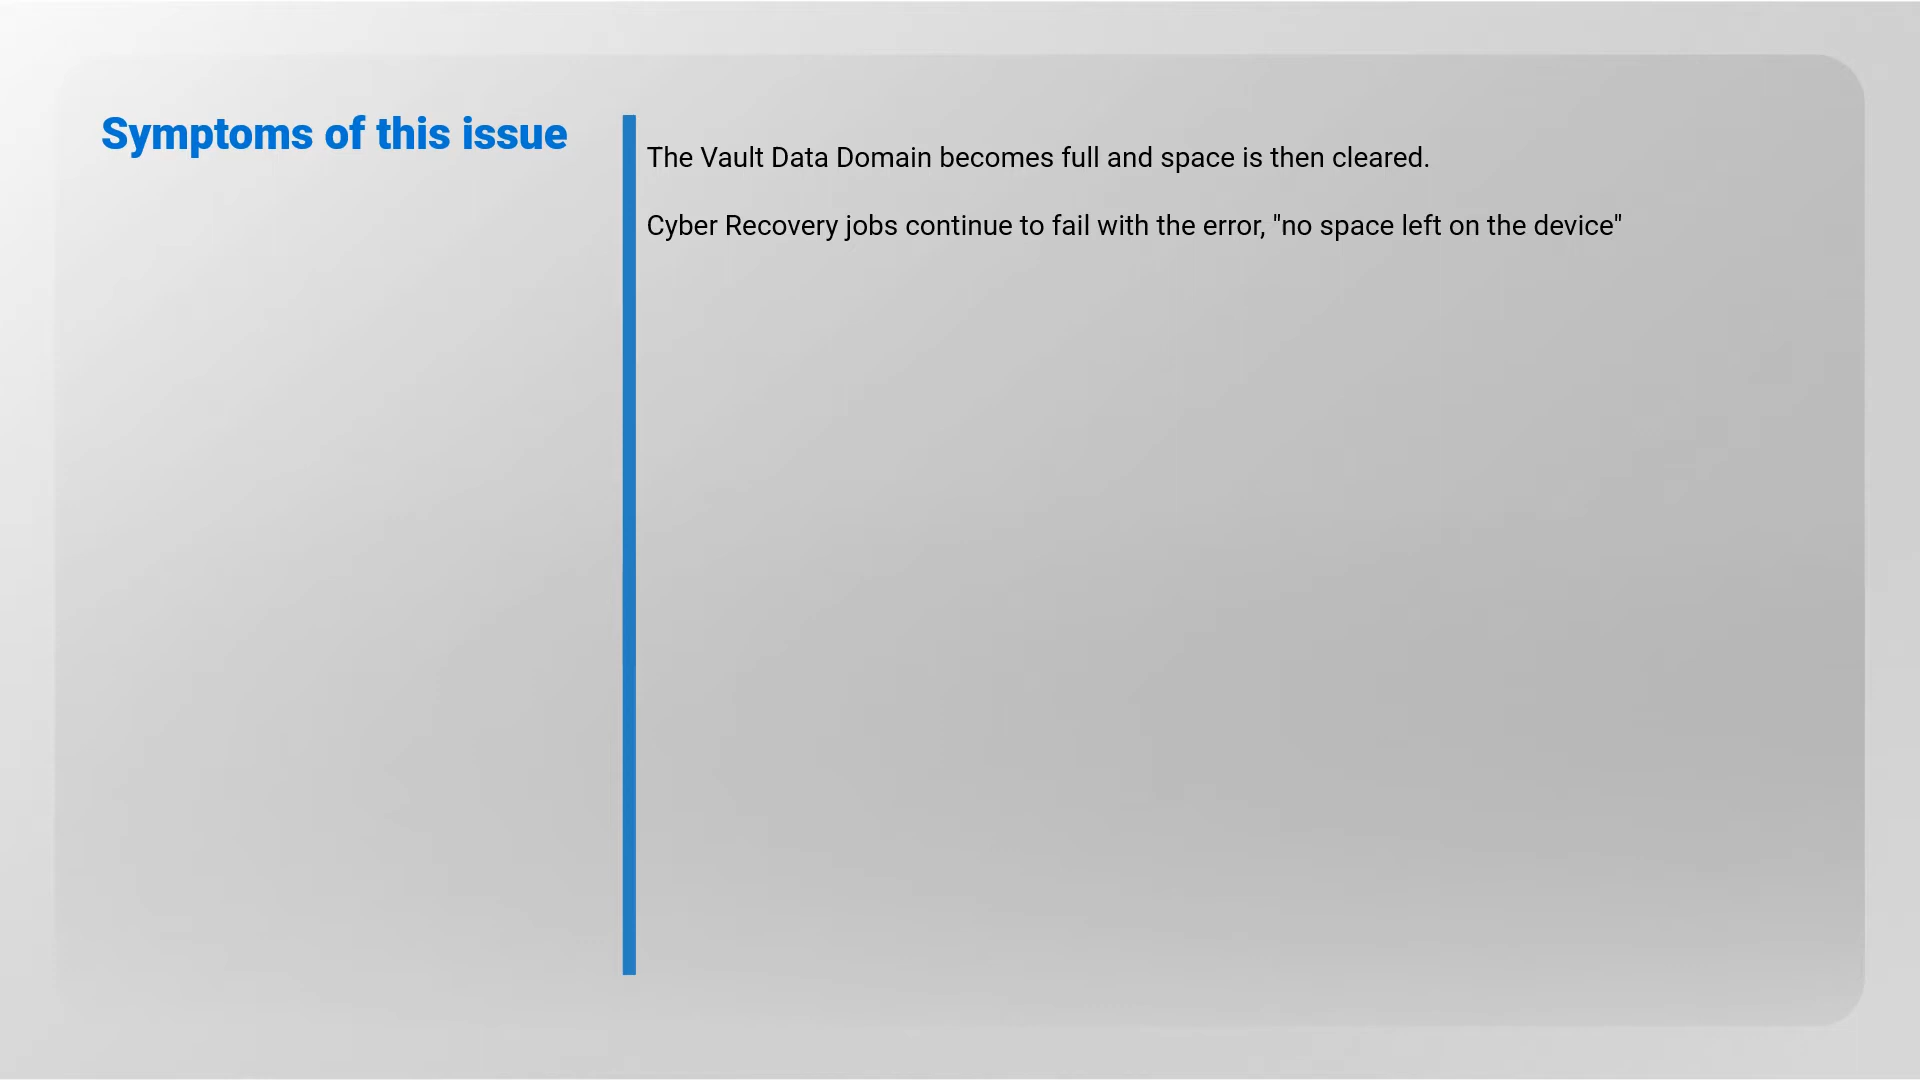 Symptoms of this issue
The Vault Data Domain becomes full and space is then cleared.
Cyber Recovery jobs continue to fail with the error, "no space left on the device"